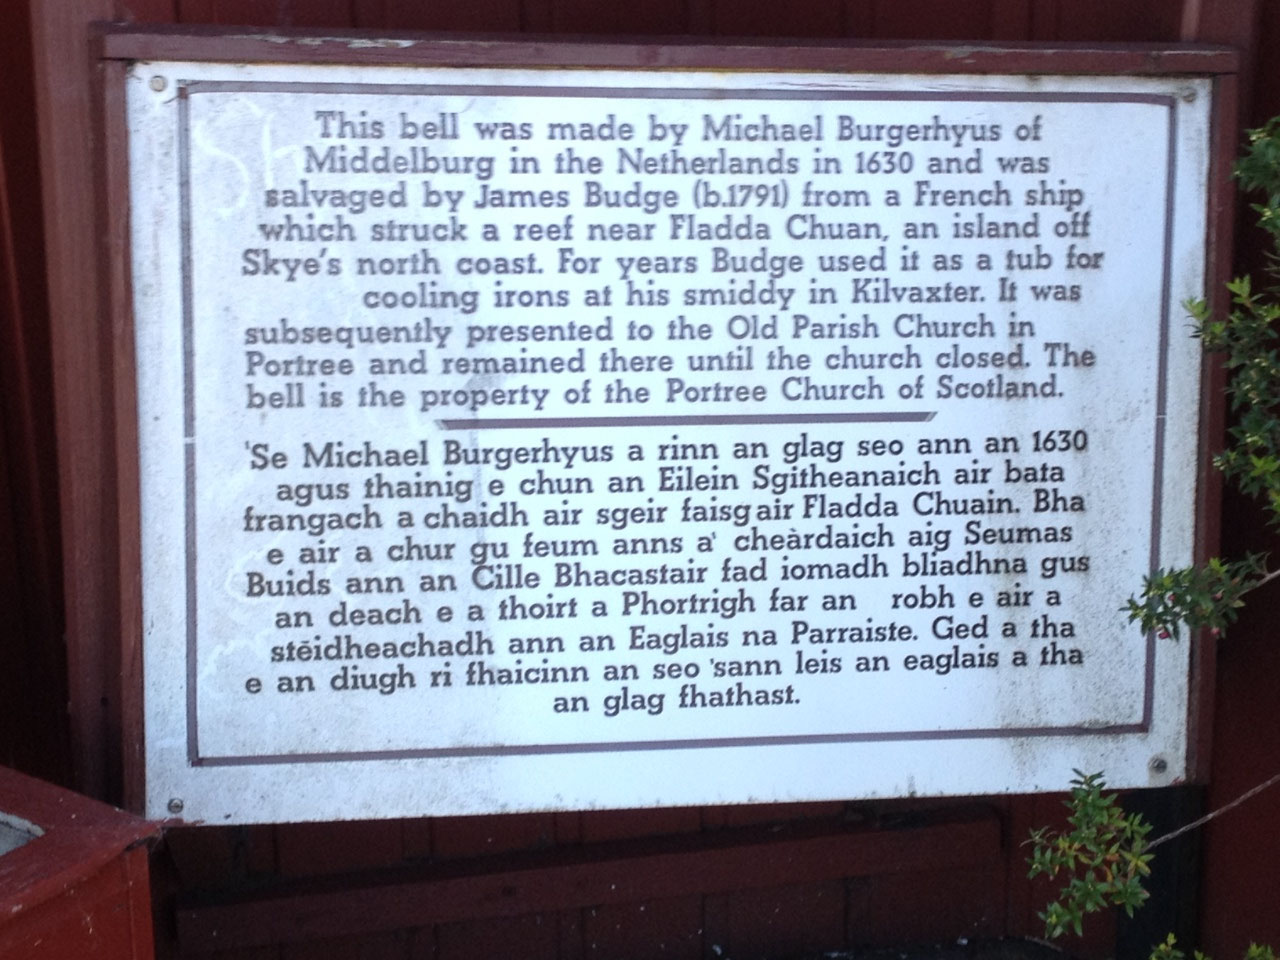 This bell was made by Michael Burgerhyus of
Middelburg in the Netherlands in 1630 and was
salvaged by James Budge (b.1791) from a French ship
which struck a reef near Fladda Chuan, an island off
Skye's north coast. For years Budge used it as a tub for
cooling irons at his smiddy in Kilvaxter. It was
subsequently presented to the Old Parish Church in
Portree and remained there until the church closed. The
bell is the property of the Portree Church of Scotland.
'Se Michael Burgerhyus a rinn an glag seo ann an 1630
agus thainig e chun an Eilein Sgitheanaich air bata
frangach a chaidh air sgeir faisg air Fladda Chuain. Bha
e air a chur gu feum anns a' cheàrdaich aig Seumas
Buids ann an Cille Bhacastair fad iomadh bliadhna gus
an deach e a thoirt a Phortrigh far an robh e air a
stēidheachadh ann an Eaglais na Parraiste. Ged a tha
e an diugh ri fhaicinn an seo 'sann leis an eaglais a tha
an glag fhathast.